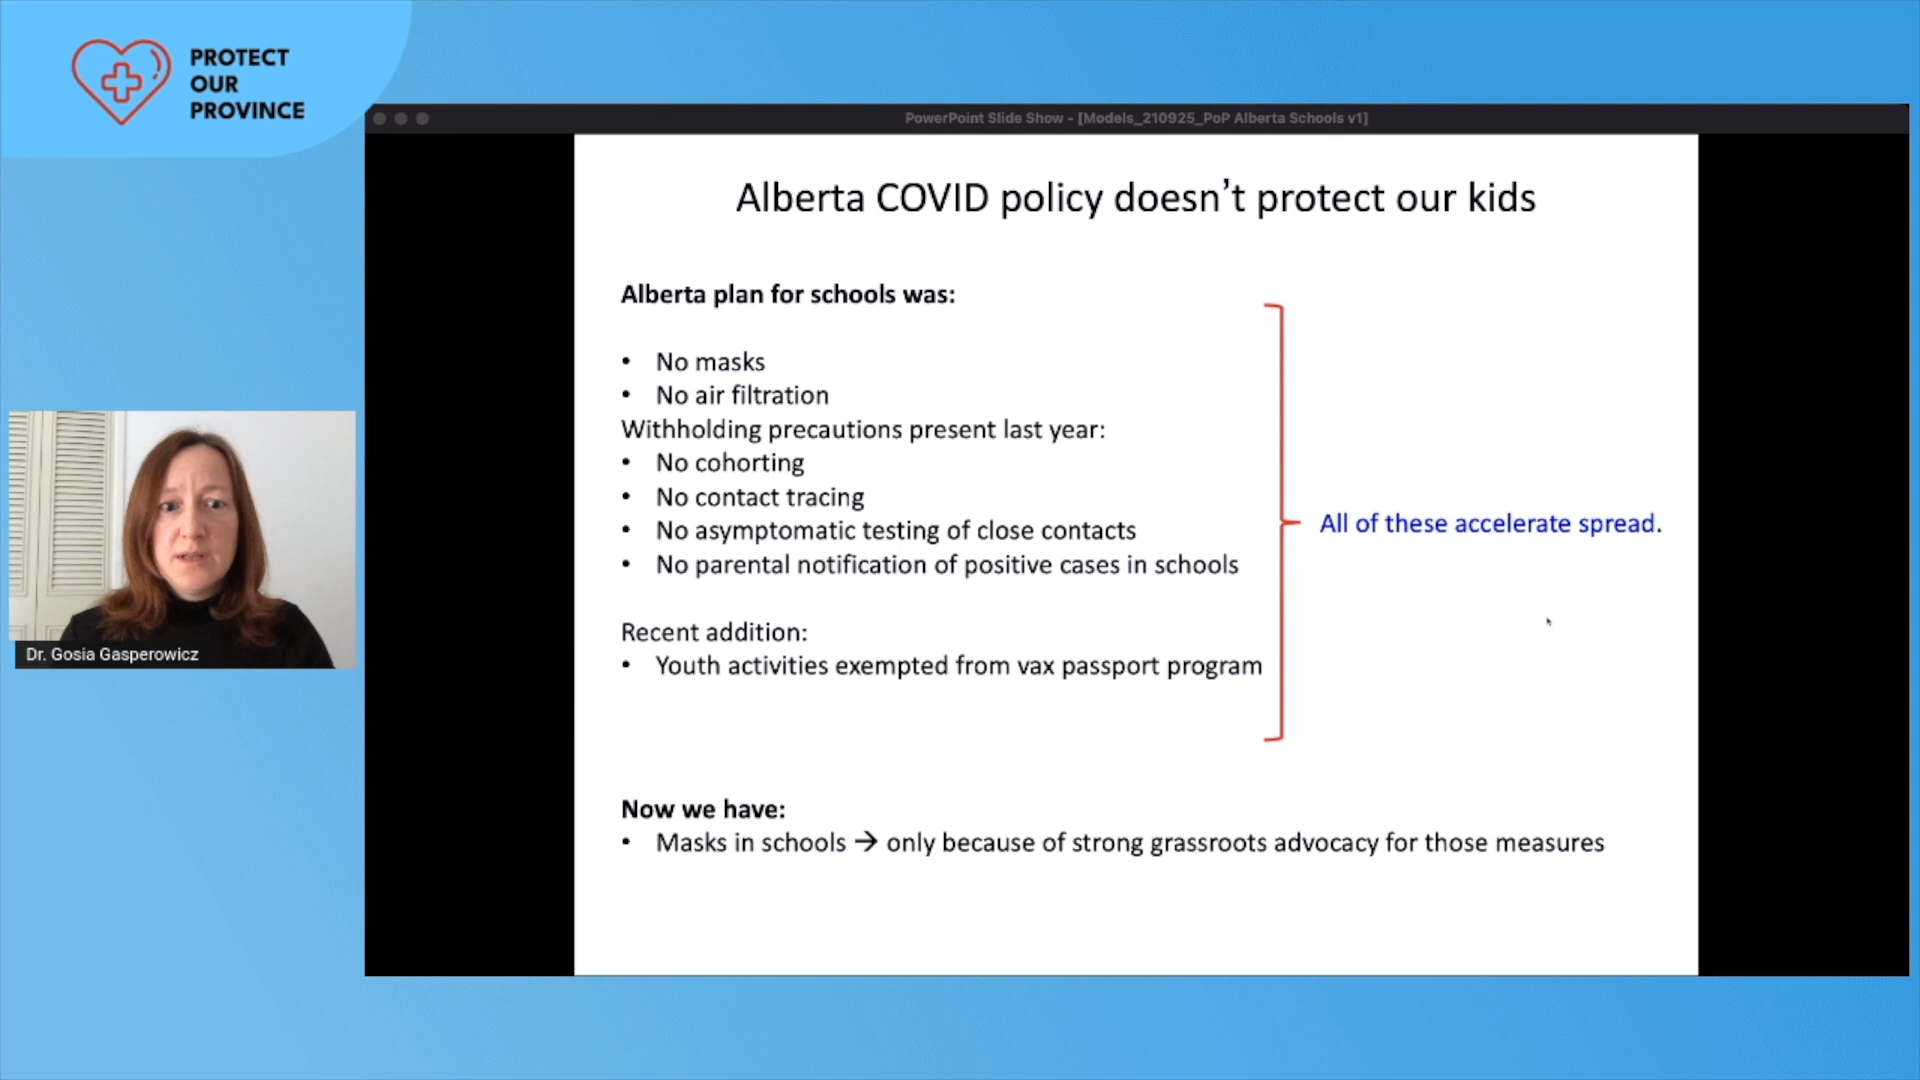 PROTECT
OUR
PROVINCE
PowerPoint Slide Show - [Models_210925_PoP Alberta Schools v1]
Alberta COVID policy doesn't protect our kids
Alberta plan for schools was:
• No masks
• No air filtration
Withholding precautions present last year:
• No cohorting
• No contact tracing
• No asymptomatic testing of close contacts
• No parental notification of positive cases in schools
All of these accelerate spread.
Recent addition:
• Youth activities exempted from vax passport program
Now we have:
• Masks in schools → only because of strong grassroots advocacy for those measures
Dr. Gosia Gasperowicz